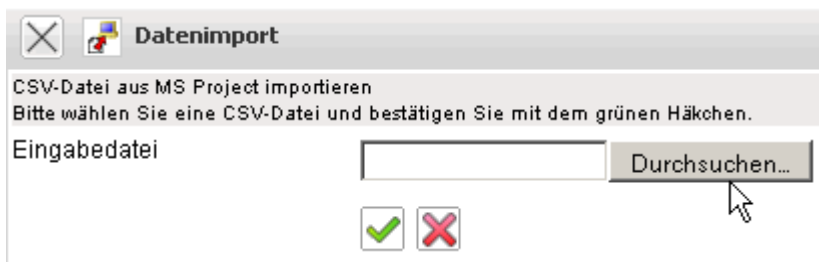 Datenimport
CSV-Datei aus MS Project importieren
Bitte wählen Sie eine CSV-Datei und bestätigen Sie mit dem grünen Häkchen.
Eingabedatei
Durchsuchen...